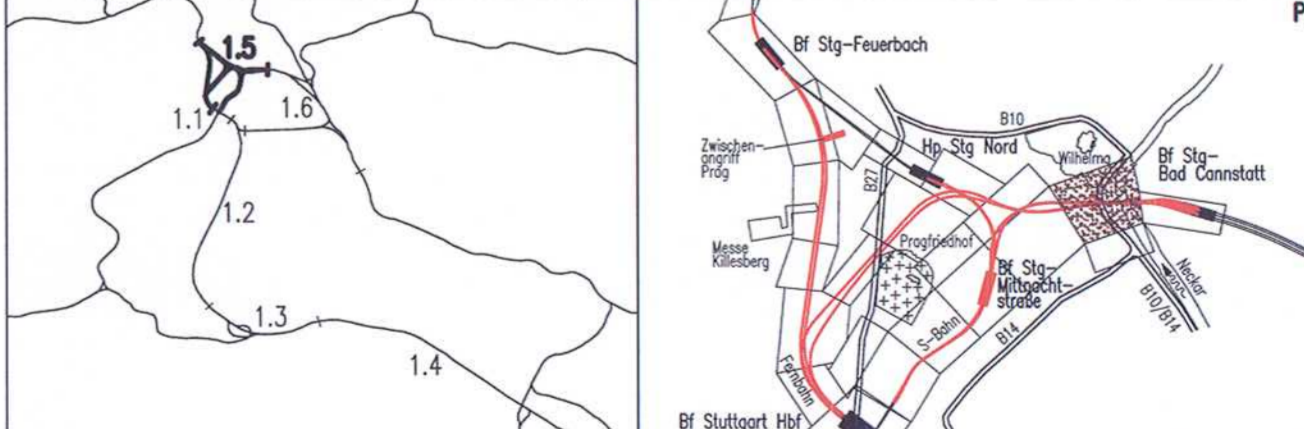 1.5
1.1
1.6
1.2
1.3
1.4
P
Bf Stg-Feuerbach
B10
Zwischen-
angriff
Prag
Hp Stg Nord
Wilhelma
Bf Stg-
Bad Cannstatt
B27
Messe
Killesberg
Pragfriedhof
Bf Stg-
Mittnacht-
straße
Neckar
B10/B14
S-Bahn
B14
Fernbahn
Bf Stuttgart Hbf